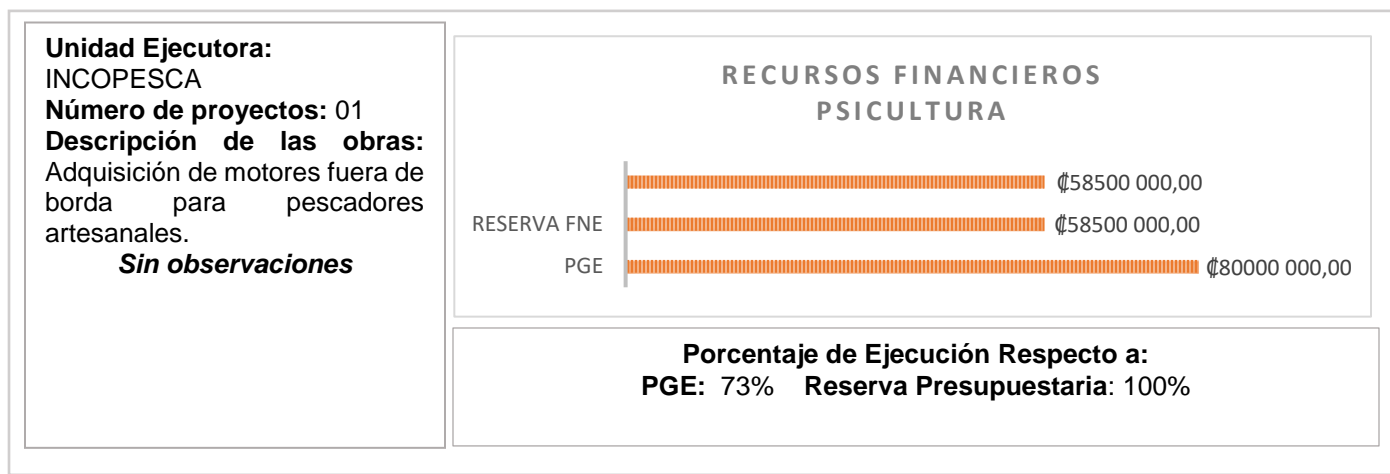 Unidad Ejecutora:
INCOPESCA
Número de proyectos: 01
Descripción de las obras:
Adquisición de motores fuera de
borda para pescadores
artesanales.
Sin observaciones
RECURSOS FINANCIEROS
PSICULTURA
₡58500 000,00
RESERVA FNE ₡58500 000,00
PGE ₡80000 000,00
Porcentaje de Ejecución Respecto a:
PGE: 73% Reserva Presupuestaria: 100%